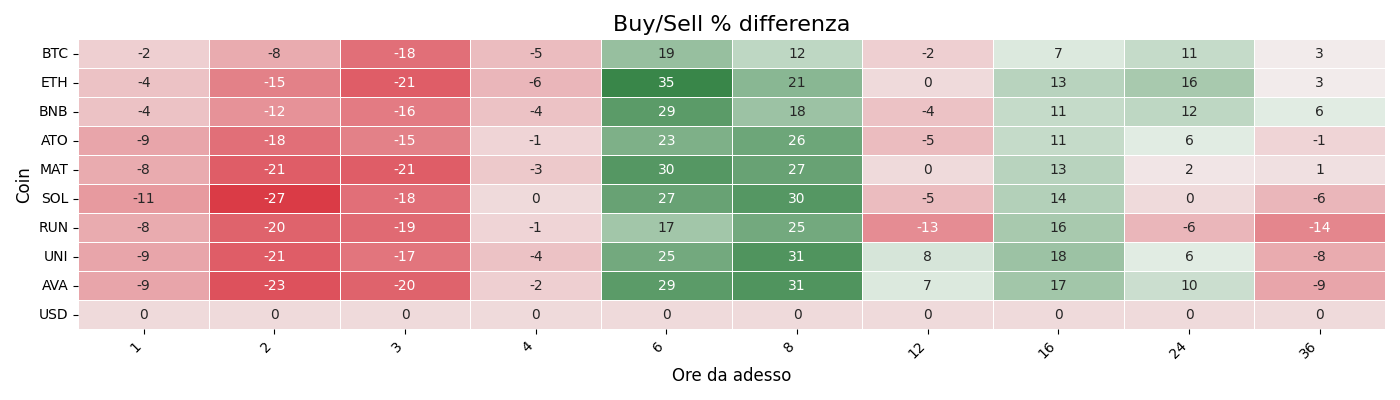 Buy/Sell % differenza
Coin
BTC -2 -8 -18 -5 19 12 -2 7 11 3
ETH -4 -15 -21 -6 35 21 0 13 16 3
BNB -4 -12 -16 -4 29 18 -4 11 12 6
ATO -9 -18 -15 -1 23 26 -5 11 6 -1
MAT -8 -21 -21 -3 30 27 0 13 2 1
SOL -11 -27 -18 0 27 30 -5 14 0 -6
RUN -8 -20 -19 -1 17 25 -13 16 -6 -14
UNI -9 -21 -17 -4 25 31 8 18 6 -8
AVA -9 -23 -20 -2 29 31 7 17 10 -9
USD 0 0 0 0 0 0 0 0 0 0
1 2 3 4 6 8 12 16 24 36
Ore da adesso